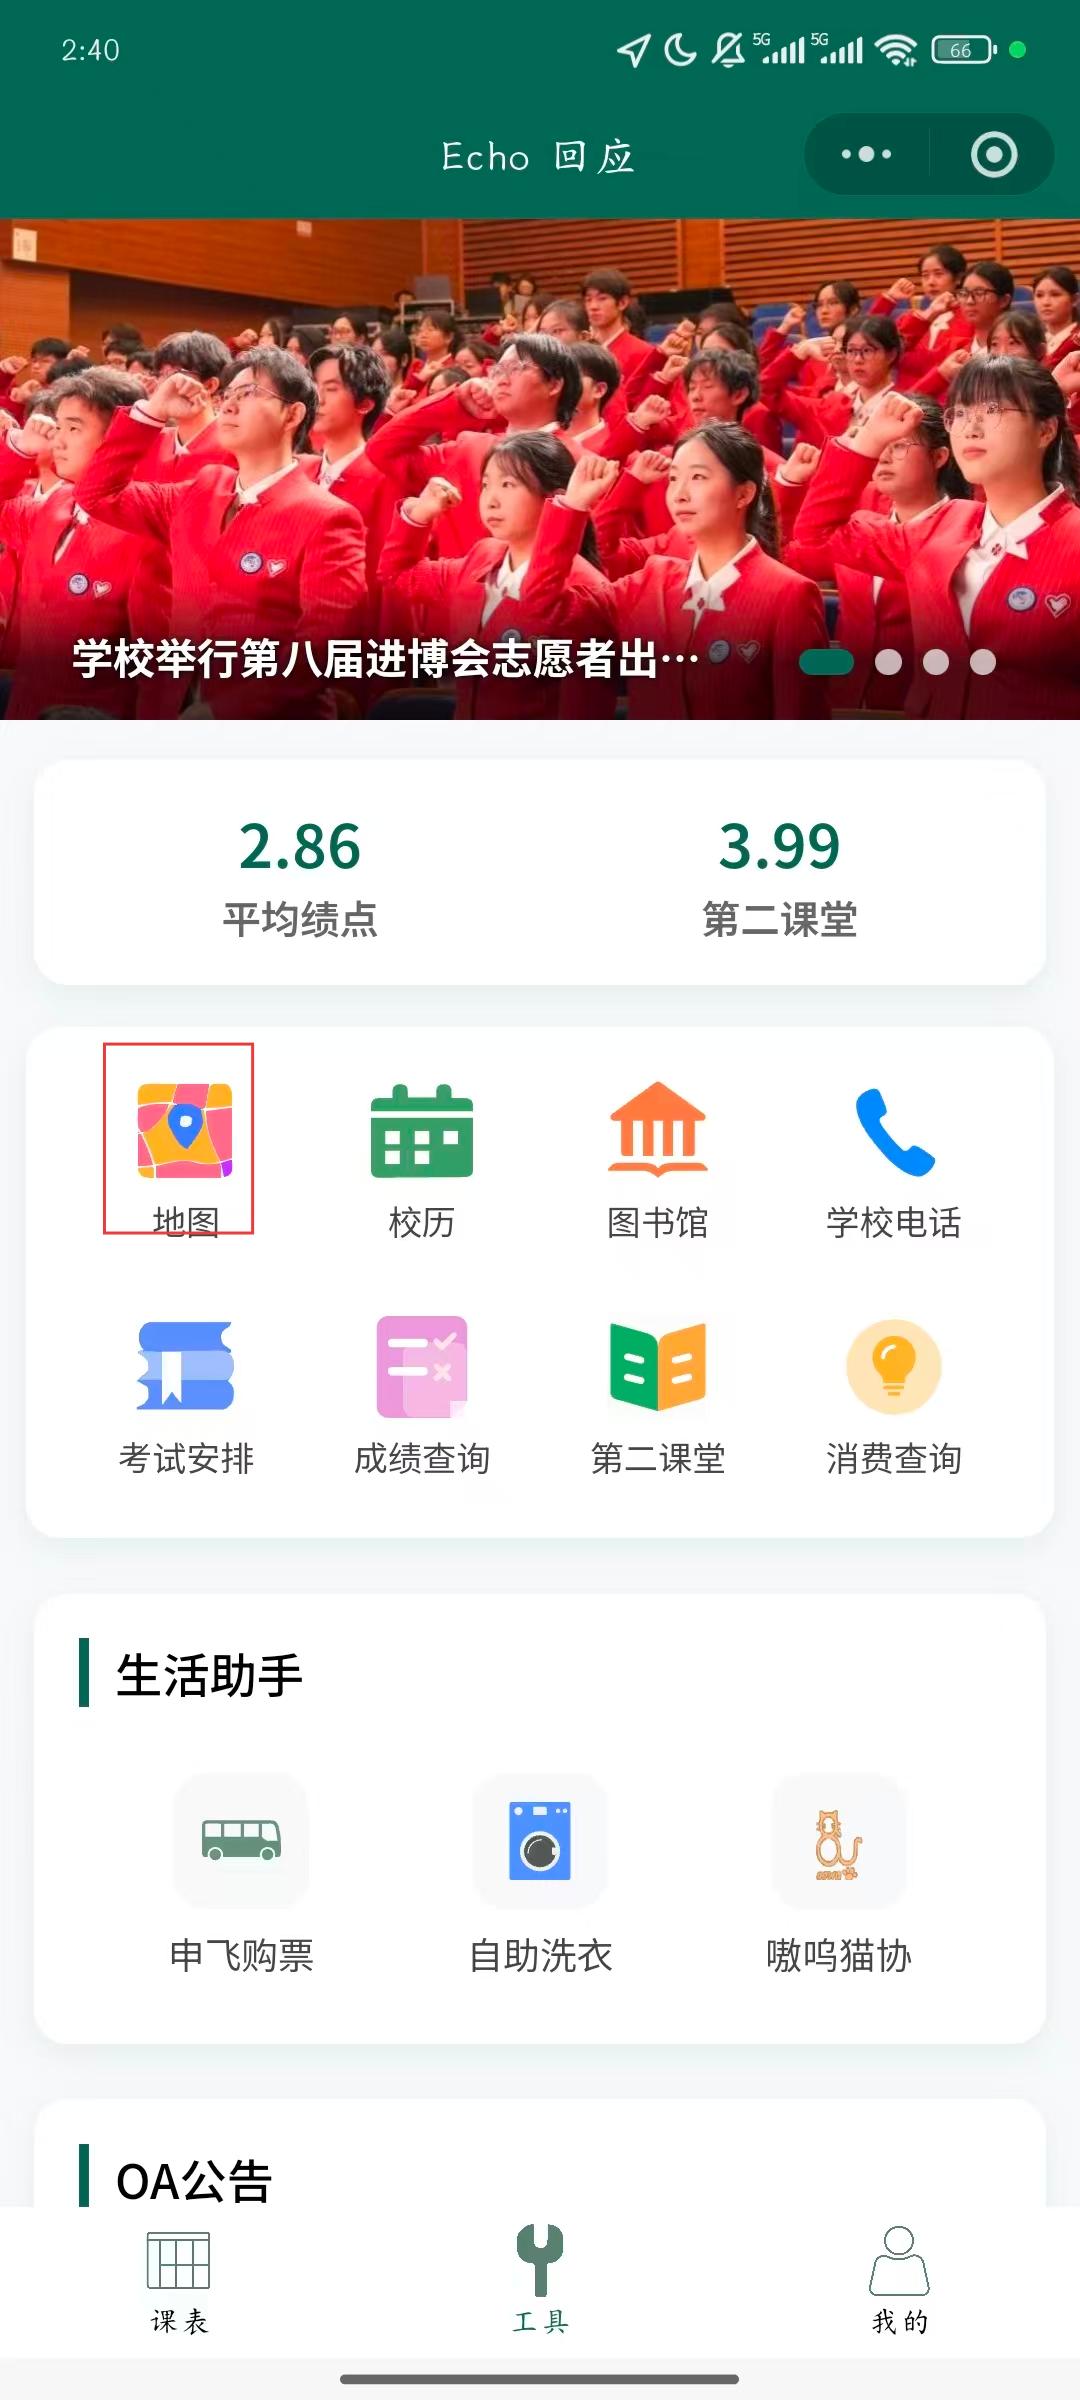 2:40
5G 5G 66
Echo 回应
学校举行第八届进博会志愿者出…
2.86 3.99
平均绩点 第二课堂
地图 校历 图书馆 学校电话
考试安排 成绩查询 第二课堂 消费查询
生活助手
申飞购票 自助洗衣 嗷呜猫协
OA公告
课表 工具 我的